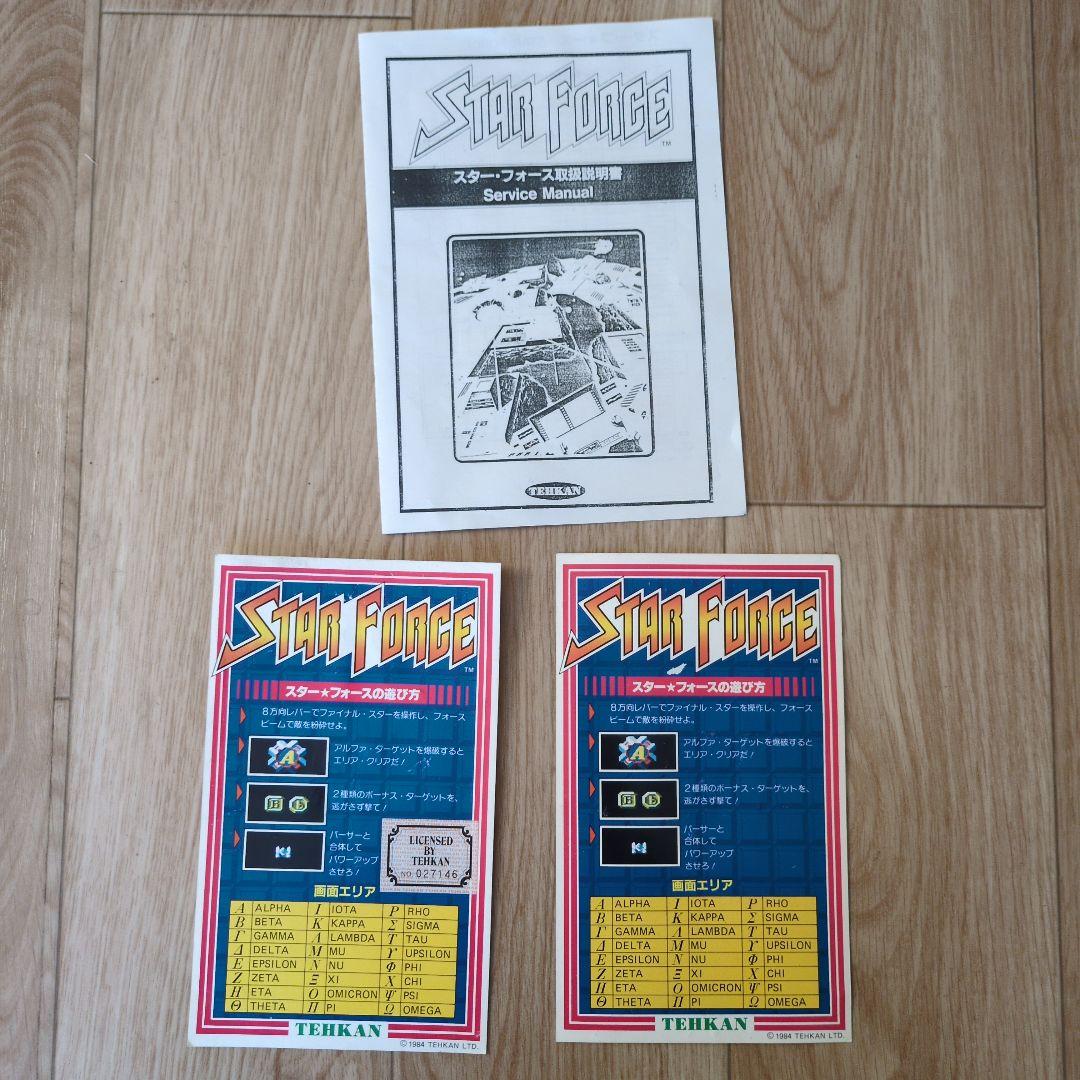 STAR FORCE
TM
スター・フォース取扱説明書
Service Manual
TEHKAN
STAR FORCE
TM
スター★フォースの遊び方
8方向レバーでファイナル・スターを操作し、フォース
ビームで敵を粉砕せよ。
A
アルファ・ターゲットを爆破すると
エリア・クリアだ!
B
2種類のボーナス・ターゲットを、
逃がさず撃て!
パーサーと
合体して
パワーアップ
させろ!
LICENSED
BY
TEHKAN
NO. 027146
画面エリア
Α ALPHA Ι IOTA Ρ RHO
Β BETA Κ KAPPA Σ SIGMA
Γ GAMMA Λ LAMBDA Τ TAU
Δ DELTA Μ MU Υ UPSILON
Ε EPSILON Ν NU Φ PHI
Ζ ZETA Ξ XI Χ CHI
Η ETA Ο OMICRON Ψ PSI
Θ THETA Π PI Ω OMEGA
TEHKAN
©1984 TEHKAN LTD.
STAR FORCE
TM
スター★フォースの遊び方
8方向レバーでファイナル・スターを操作し、フォース
ビームで敵を粉砕せよ。
A
アルファ・ターゲットを爆破すると
エリア・クリアだ!
B
2種類のボーナス・ターゲットを、
逃がさず撃て!
パーサーと
合体して
パワーアップ
させろ!
画面エリア
Α ALPHA Ι IOTA Ρ RHO
Β BETA Κ KAPPA Σ SIGMA
Γ GAMMA Λ LAMBDA Τ TAU
Δ DELTA Μ MU Υ UPSILON
Ε EPSILON Ν NU Φ PHI
Ζ ZETA Ξ XI Χ CHI
Η ETA Ο OMICRON Ψ PSI
Θ THETA Π PI Ω OMEGA
TEHKAN
©1984 TEHKAN LTD.